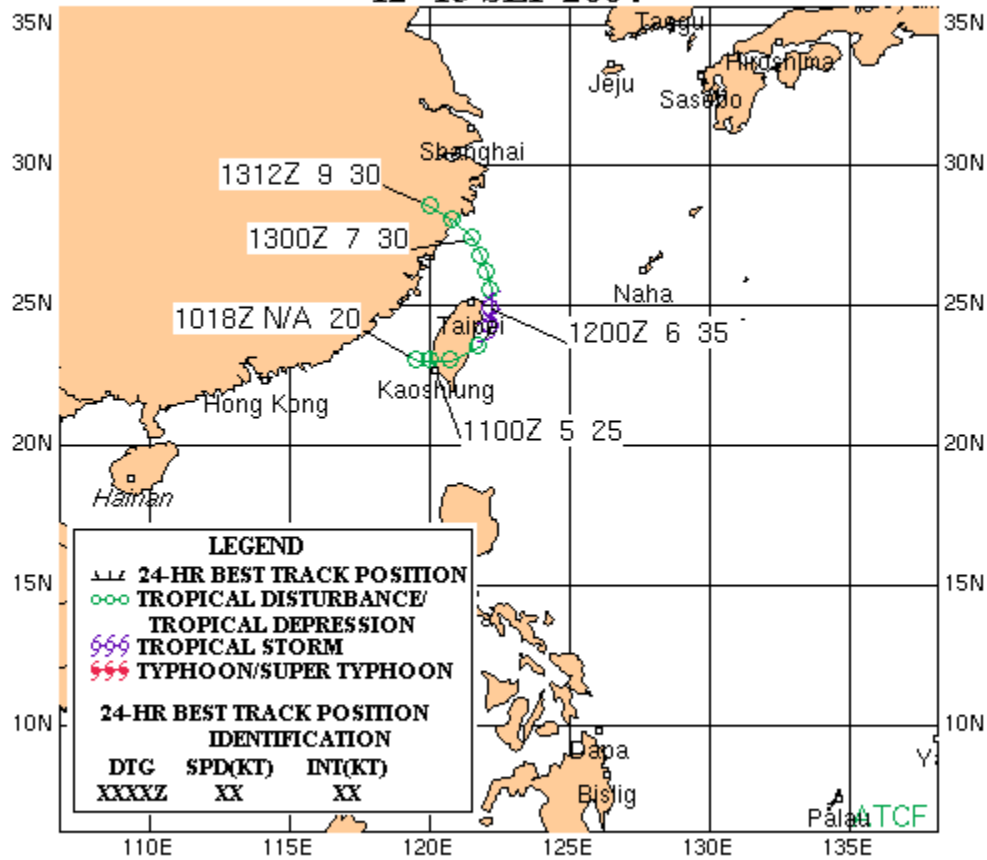 35N
Taegu
35N
Hiroshima
Jeju
Sasebo
Shanghai
30N
30N
1312Z 9 30
1300Z 7 30
Naha
25N
25N
1018Z N/A 20
Taipei
1200Z 6 35
Kaoshiung
Hong Kong
1100Z 5 25
20N
20N
Hainan
LEGEND
24-HR BEST TRACK POSITION
TROPICAL DISTURBANCE/
TROPICAL DEPRESSION
TROPICAL STORM
TYPHOON/SUPER TYPHOON
24-HR BEST TRACK POSITION
IDENTIFICATION
DTG SPD(KT) INT(KT)
XXXXZ XX XX
15N
15N
10N
10N
Dapa
Bislig
Palau
ATCF
110E
115E
120E
125E
130E
135E